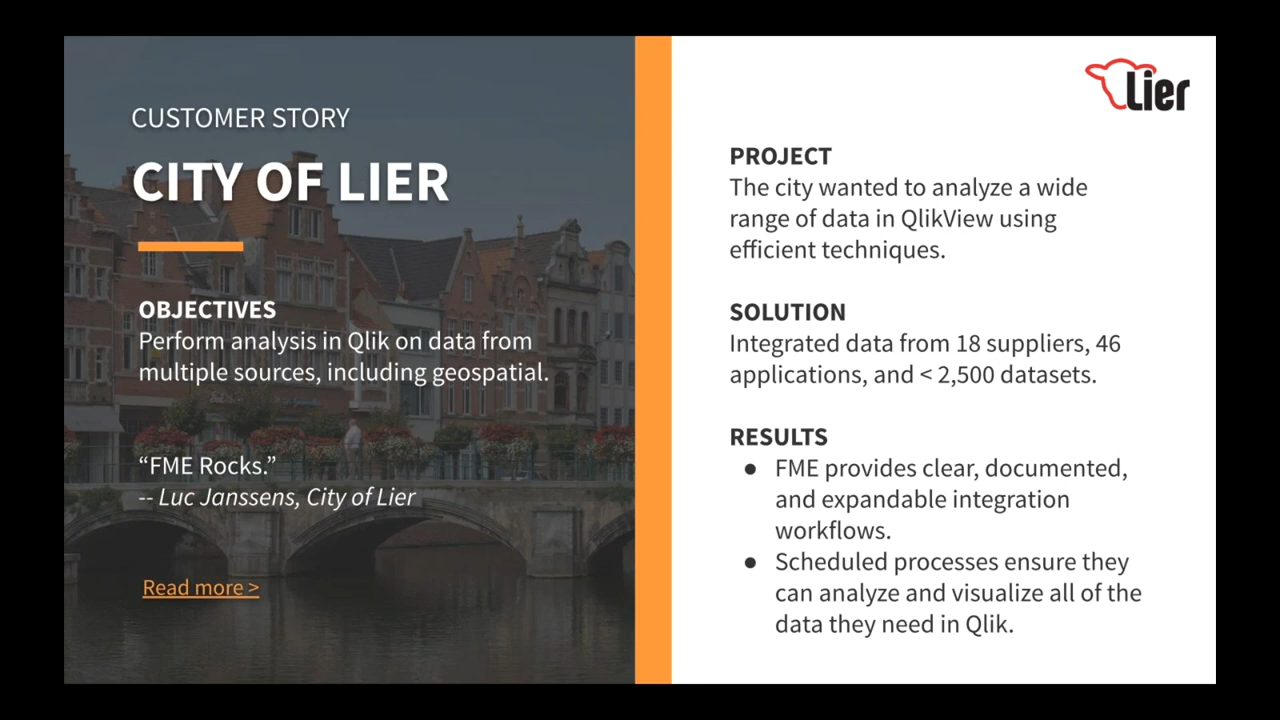 CUSTOMER STORY
CITY OF LIER
OBJECTIVES
Perform analysis in Qlik on data from
multiple sources, including geospatial.
“FME Rocks.”
-- Luc Janssens, City of Lier
Read more >
Lier
PROJECT
The city wanted to analyze a wide
range of data in QlikView using
efficient techniques.
SOLUTION
Integrated data from 18 suppliers, 46
applications, and < 2,500 datasets.
RESULTS
● FME provides clear, documented,
and expandable integration
workflows.
● Scheduled processes ensure they
can analyze and visualize all of the
data they need in Qlik.